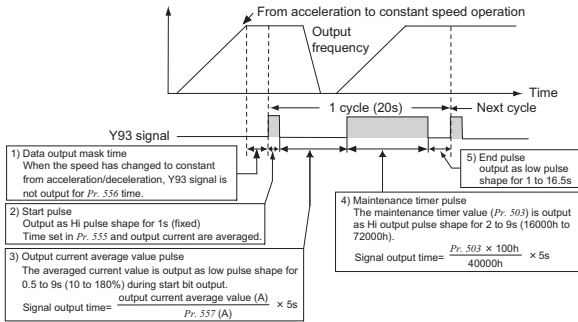 From acceleration to constant speed operation
Output
frequency
Time
1 cycle (20s)
Next cycle
Y93 signal
1) Data output mask time
When the speed has changed to constant
from acceleration/deceleration, Y93 signal is
not output for Pr. 556 time.
5) End pulse
output as low pulse
shape for 1 to 16.5s
2) Start pulse
Output as Hi pulse shape for 1s (fixed)
Time set in Pr. 555 and output current are averaged.
4) Maintenance timer pulse
The maintenance timer value (Pr. 503) is output
as Hi output pulse shape for 2 to 9s (16000h to
72000h).
Signal output time= Pr. 503 × 100h / 40000h × 5s
3) Output current average value pulse
The averaged current value is output as low pulse shape for
0.5 to 9s (10 to 180%) during start bit output.
Signal output time= output current average value (A) / Pr. 557 (A) × 5s